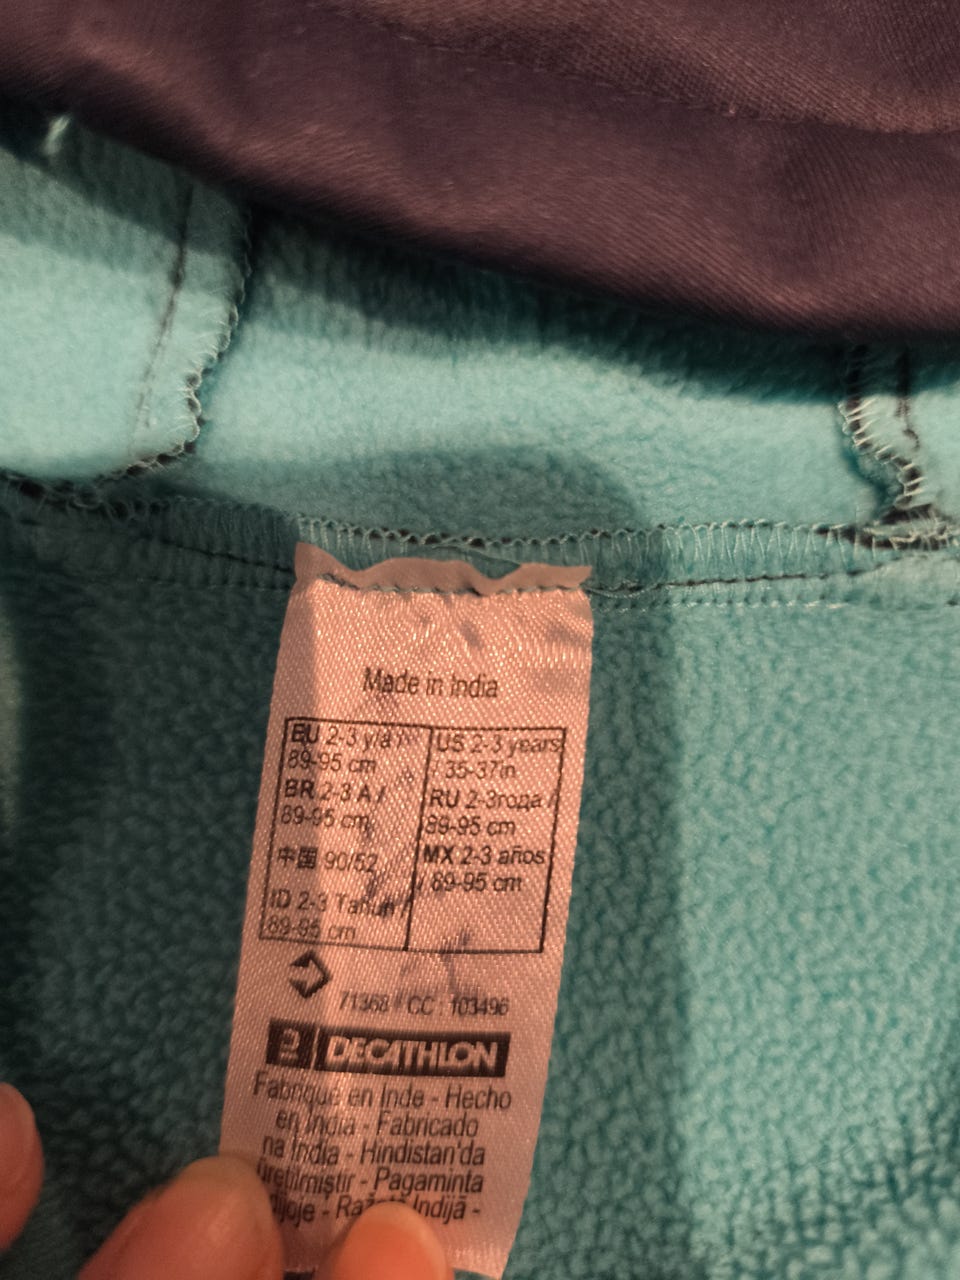 Made in India
EU 2-3 y/a /
89-95 cm
BR 2-3 A /
89-95 cm
中国 90/52
ID 2-3 Tahun /
89-95 cm
US 2-3 years
/ 35-37in
RU 2-3года /
89-95 cm
MX 2-3 años
/ 89-95 cm
71368 / CC : 103496
DECATHLON
Fabriqué en Inde - Hecho
en India - Fabricado
na Índia - Hindistan'da
üretilmiştir - Pagaminta
Indijā -